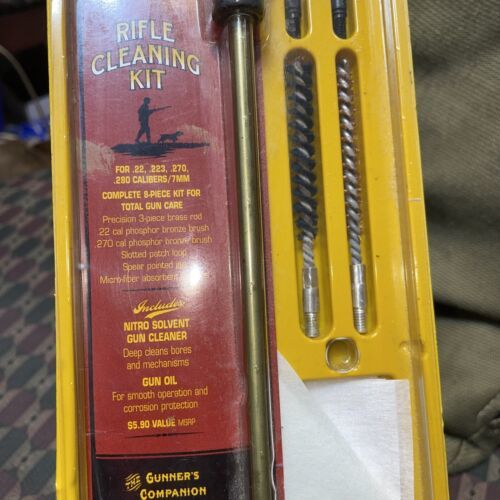 RIFLE
CLEANING
KIT
FOR .22, .223, .270,
.280 CALIBERS/7MM
COMPLETE 8-PIECE KIT FOR
TOTAL GUN CARE
Precision 3-piece brass rod
22 cal phosphor bronze brush
.270 cal phosphor bronze brush
Slotted patch loop
Spear pointed
Micro-fiber absorbent
Includes
NITRO SOLVENT
GUN CLEANER
Deep cleans bores
and mechanisms
GUN OIL
For smooth operation and
corrosion protection
$5.90 VALUE MSRP
THE GUNNER'S
COMPANION